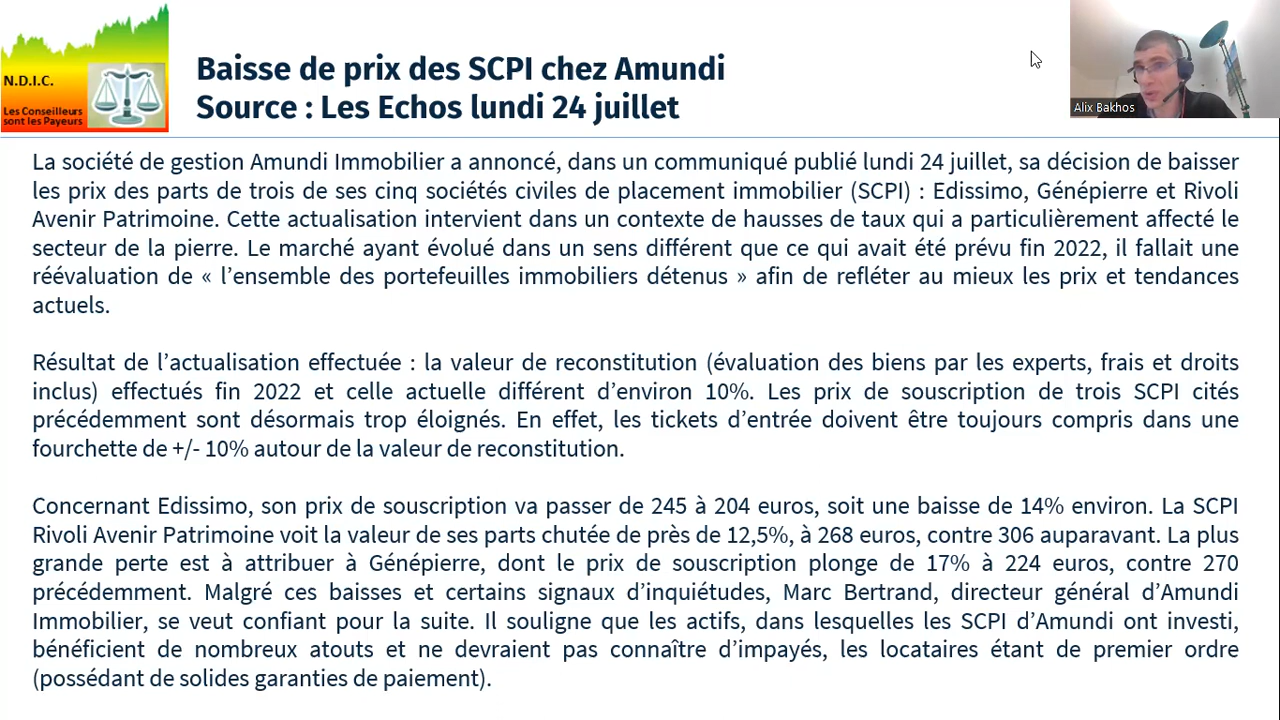 N.D.I.C.
Les Conseilleurs
sont les Payeurs
Baisse de prix des SCPI chez Amundi
Source : Les Echos lundi 24 juillet
Alix Bakhos
La société de gestion Amundi Immobilier a annoncé, dans un communiqué publié lundi 24 juillet, sa décision de baisser
les prix des parts de trois de ses cinq sociétés civiles de placement immobilier (SCPI) : Edissimo, Génépierre et Rivoli
Avenir Patrimoine. Cette actualisation intervient dans un contexte de hausses de taux qui a particulièrement affecté le
secteur de la pierre. Le marché ayant évolué dans un sens différent que ce qui avait été prévu fin 2022, il fallait une
réévaluation de « l’ensemble des portefeuilles immobiliers détenus » afin de refléter au mieux les prix et tendances
actuels.
Résultat de l’actualisation effectuée : la valeur de reconstitution (évaluation des biens par les experts, frais et droits
inclus) effectués fin 2022 et celle actuelle différent d’environ 10%. Les prix de souscription de trois SCPI cités
précédemment sont désormais trop éloignés. En effet, les tickets d’entrée doivent être toujours compris dans une
fourchette de +/- 10% autour de la valeur de reconstitution.
Concernant Edissimo, son prix de souscription va passer de 245 à 204 euros, soit une baisse de 14% environ. La SCPI
Rivoli Avenir Patrimoine voit la valeur de ses parts chutée de près de 12,5%, à 268 euros, contre 306 auparavant. La plus
grande perte est à attribuer à Génépierre, dont le prix de souscription plonge de 17% à 224 euros, contre 270
précédemment. Malgré ces baisses et certains signaux d’inquiétudes, Marc Bertrand, directeur général d’Amundi
Immobilier, se veut confiant pour la suite. Il souligne que les actifs, dans lesquelles les SCPI d’Amundi ont investi,
bénéficient de nombreux atouts et ne devraient pas connaître d’impayés, les locataires étant de premier ordre
(possédant de solides garanties de paiement).